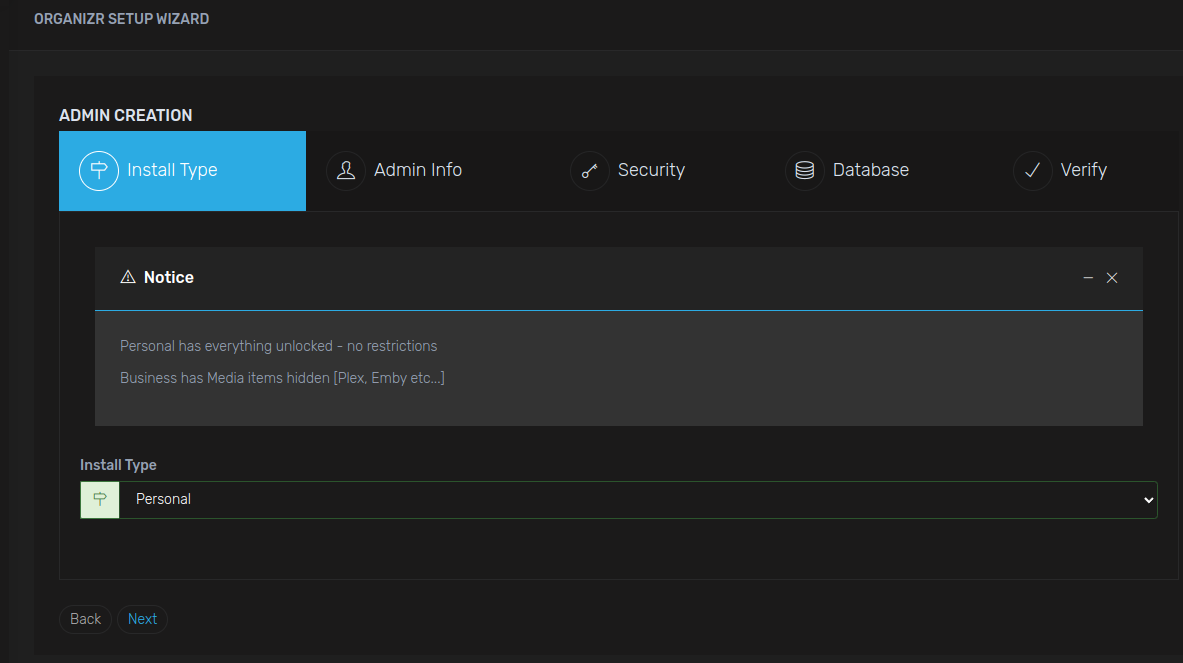 ORGANIZR SETUP WIZARD
ADMIN CREATION
Install Type
Admin Info
Security
Database
Verify
Notice
Personal has everything unlocked - no restrictions
Business has Media items hidden [Plex, Emby etc...]
Install Type
Personal
Back
Next